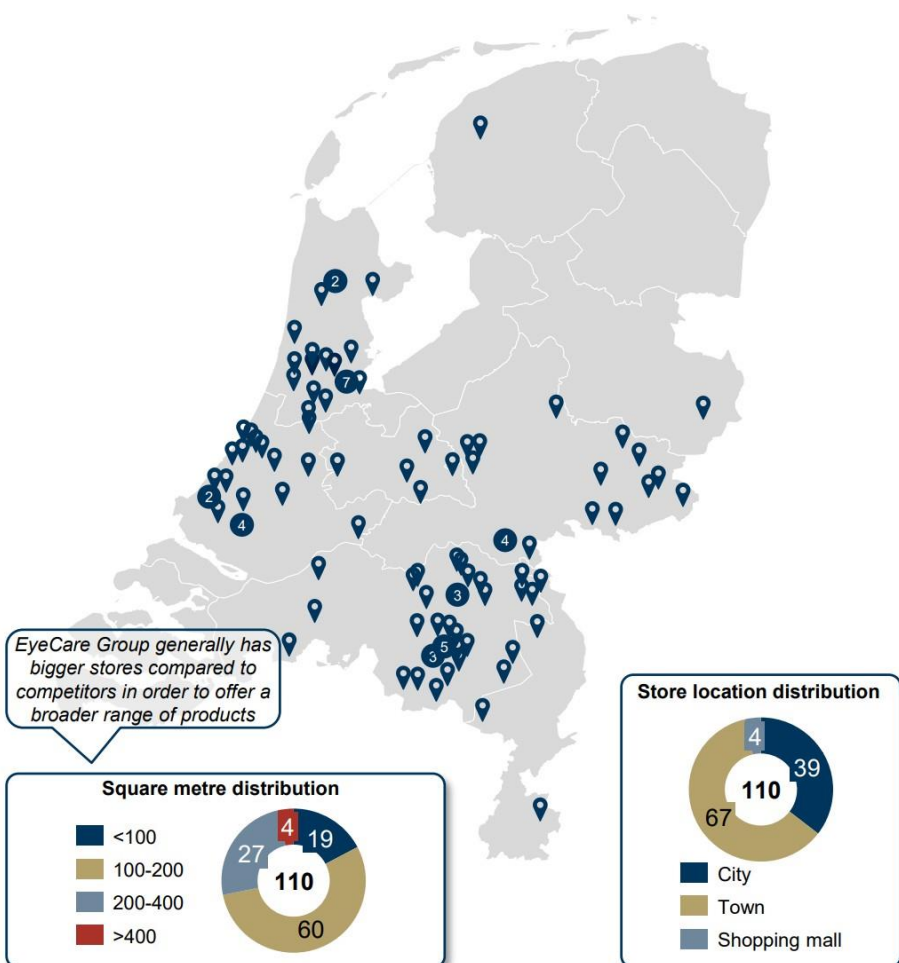 2
7
2
4
4
3
5
3
EyeCare Group generally has
bigger stores compared to
competitors in order to offer a
broader range of products
Square metre distribution
<100
100-200
200-400
>400
4
19
27
110
60
Store location distribution
4
39
110
67
City
Town
Shopping mall